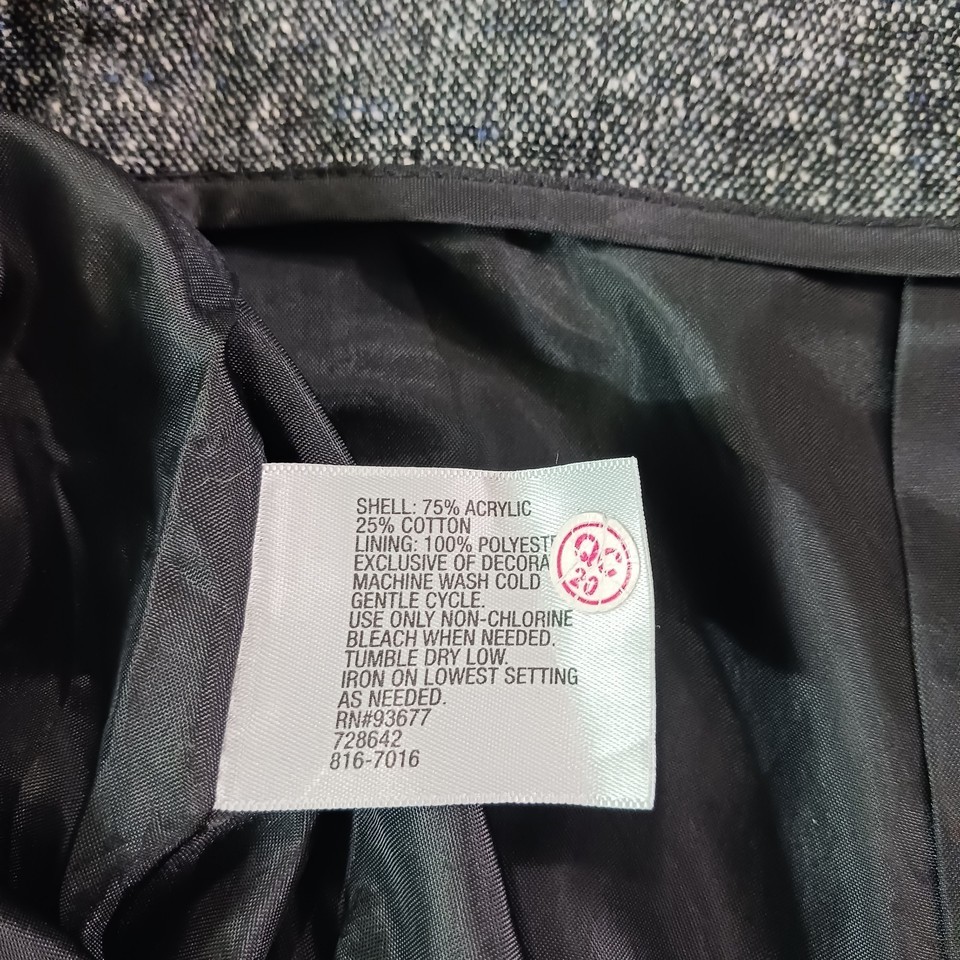 SHELL: 75% ACRYLIC
25% COTTON
LINING: 100% POLYEST
EXCLUSIVE OF DECORA
MACHINE WASH COLD
GENTLE CYCLE.
USE ONLY NON-CHLORINE
BLEACH WHEN NEEDED.
TUMBLE DRY LOW.
IRON ON LOWEST SETTING
AS NEEDED.
RN#93677
728642
816-7016
QC
20